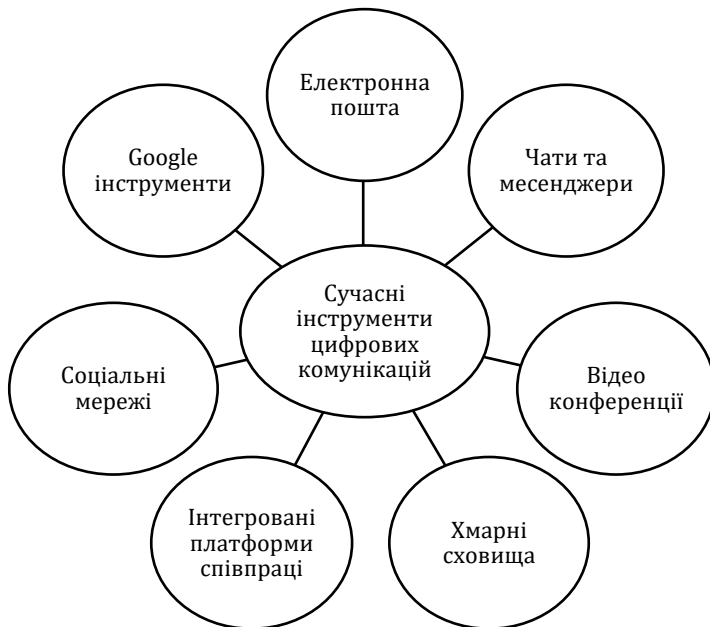 Електронна
пошта
Чати та
месенджери
Відео
конференції
Хмарні
сховища
Інтегровані
платформи
співпраці
Соціальні
мережі
Google
інструменти
Сучасні
інструменти
цифрових
комунікацій